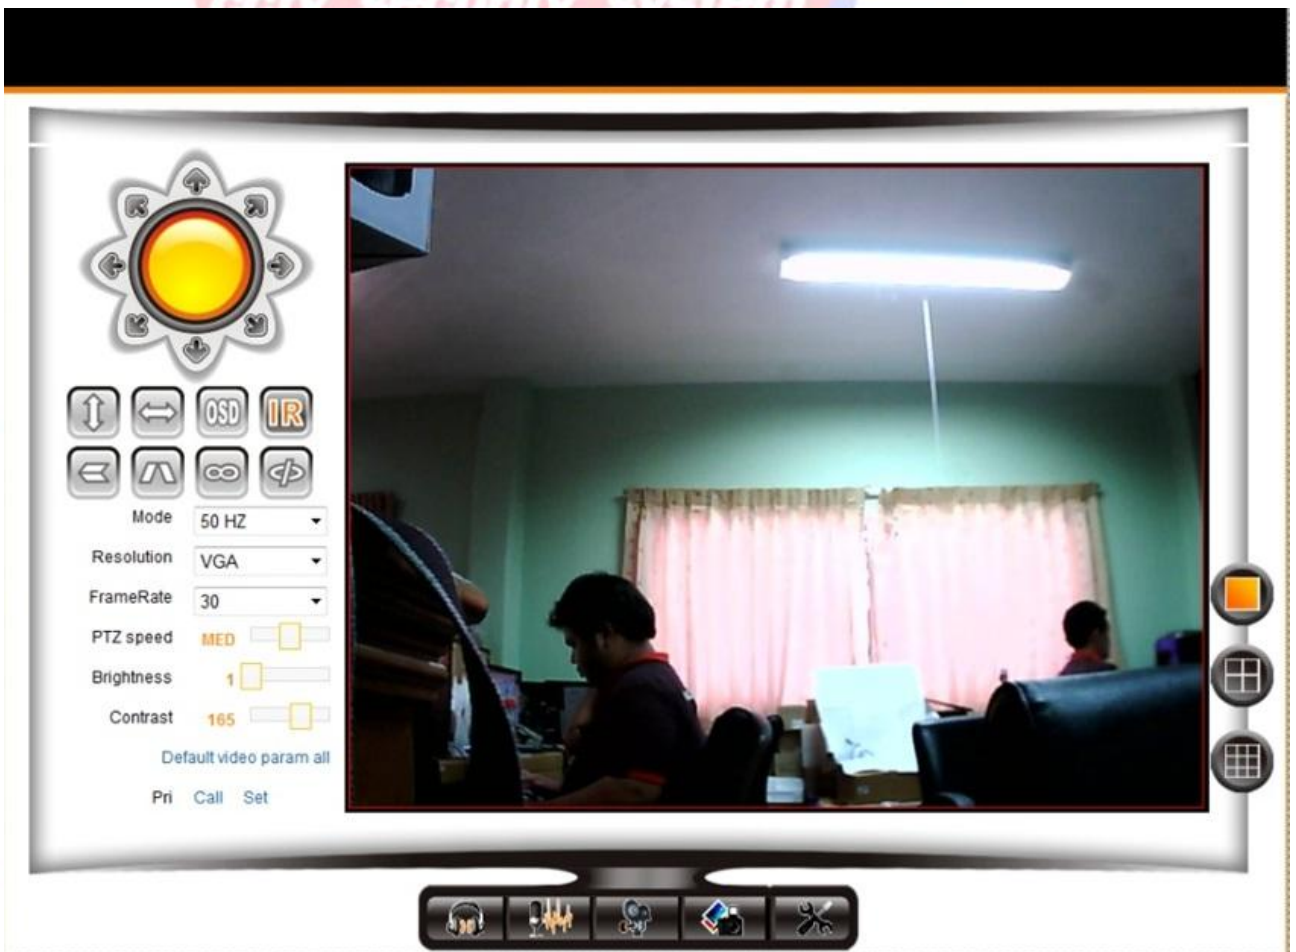 OSD IR
Mode 50 HZ
Resolution VGA
FrameRate 30
PTZ speed MED
Brightness 1
Contrast 165
Default video param all
Pri Call Set